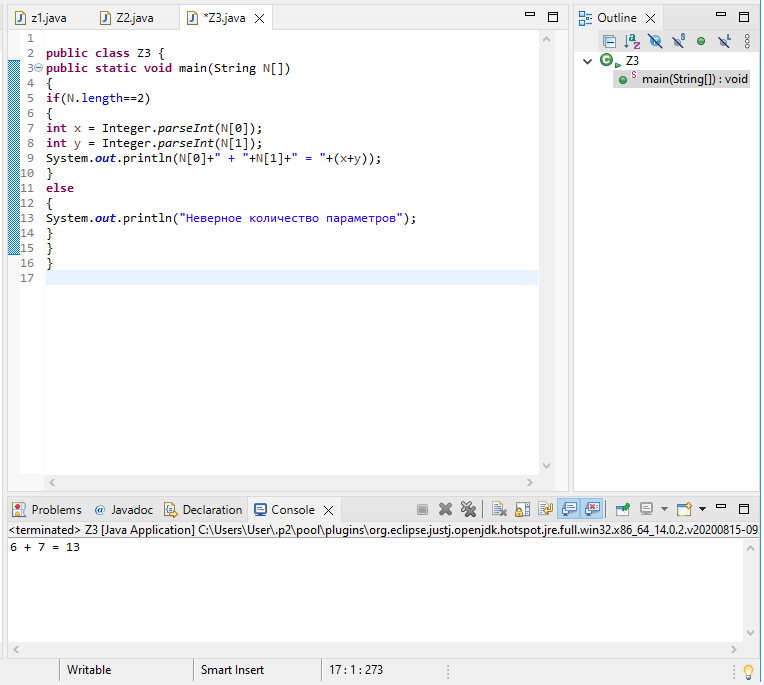 z1.java Z2.java *Z3.java
Outline
1
2 public class Z3 {
3 public static void main(String N[])
4 {
5 if(N.length==2)
6 {
7 int x = Integer.parseInt(N[0]);
8 int y = Integer.parseInt(N[1]);
9 System.out.println(N[0]+" + "+N[1]+" = "+(x+y));
10 }
11 else
12 {
13 System.out.println("Неверное количество параметров");
14 }
15 }
16 }
17
Z3
main(String[]) : void
Problems @ Javadoc Declaration Console
<terminated> Z3 [Java Application] C:\Users\User\.p2\pool\plugins\org.eclipse.justj.openjdk.hotspot.jre.full.win32.x86_64_14.0.2.v20200815-09
6 + 7 = 13
Writable Smart Insert 17 : 1 : 273